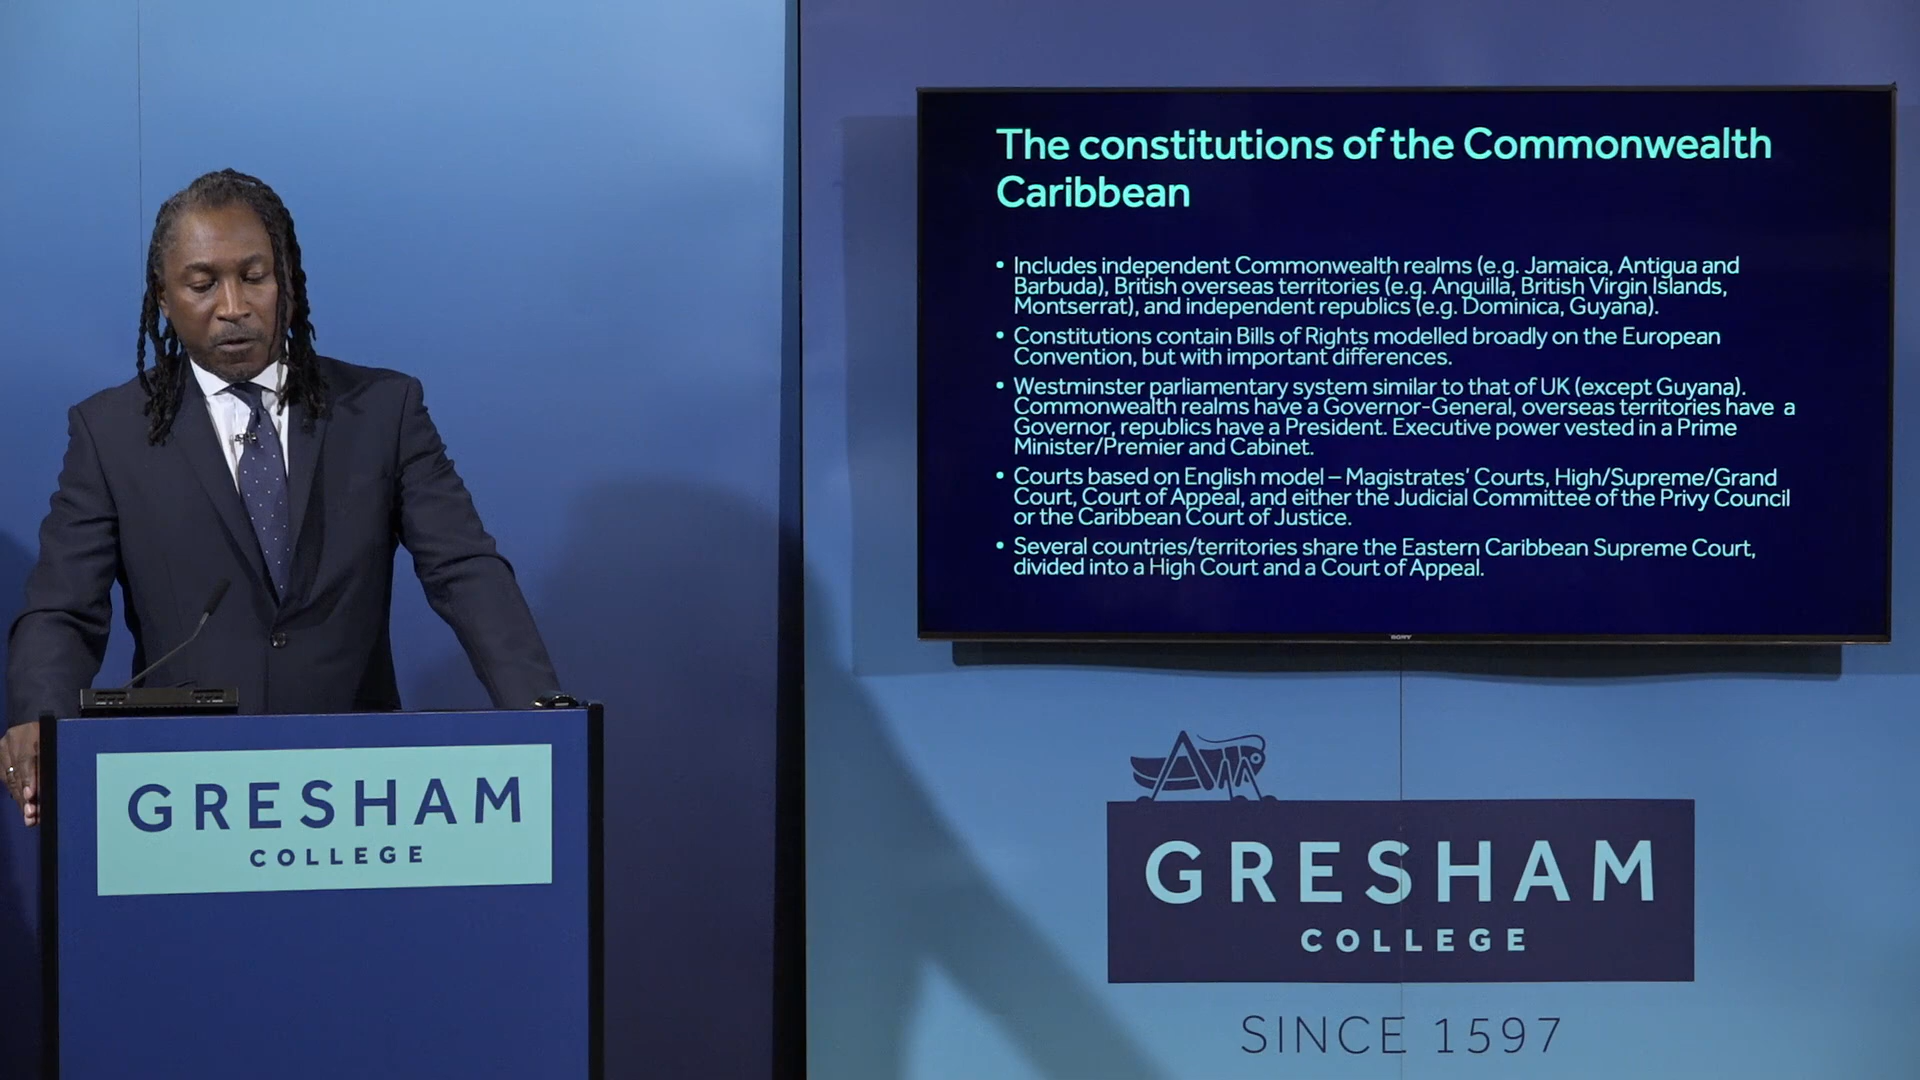 The constitutions of the Commonwealth
Caribbean
• Includes independent Commonwealth realms (e.g. Jamaica, Antigua and
Barbuda), British overseas territories (e.g. Anguilla, British Virgin Islands,
Montserrat), and independent republics (e.g. Dominica, Guyana).
• Constitutions contain Bills of Rights modelled broadly on the European
Convention, but with important differences.
• Westminster parliamentary system similar to that of UK (except Guyana).
Commonwealth realms have a Governor-General, overseas territories have a
Governor, republics have a President. Executive power vested in a Prime
Minister/Premier and Cabinet.
• Courts based on English model – Magistrates' Courts, High/Supreme/Grand
Court, Court of Appeal, and either the Judicial Committee of the Privy Council
or the Caribbean Court of Justice.
• Several countries/territories share the Eastern Caribbean Supreme Court,
divided into a High Court and a Court of Appeal.
SONY
GRESHAM
COLLEGE
GRESHAM
COLLEGE
SINCE 1597